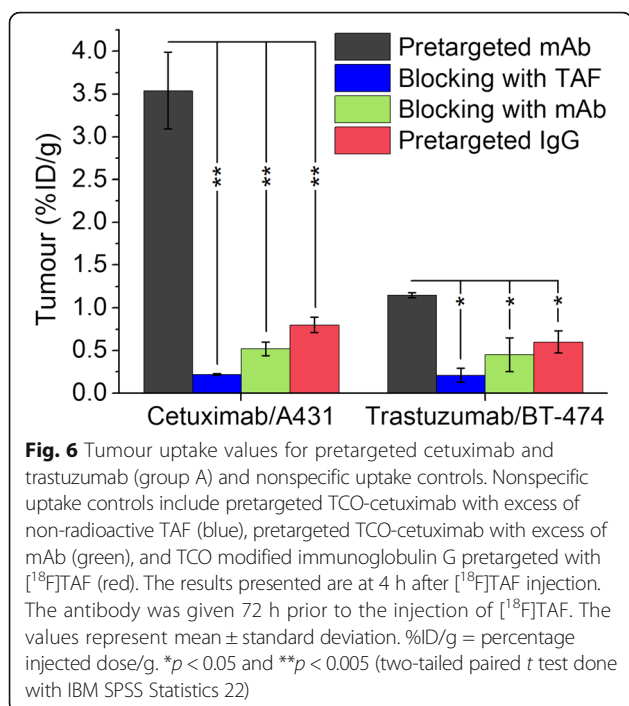 4.0
3.5
3.0
2.5
2.0
1.5
1.0
0.5
0.0
Tumour (%ID/g)
Pretargeted mAb
Blocking with TAF
Blocking with mAb
Pretargeted IgG
** ** **
* * *
Cetuximab/A431 Trastuzumab/BT-474
Fig. 6 Tumour uptake values for pretargeted cetuximab and
trastuzumab (group A) and nonspecific uptake controls. Nonspecific
uptake controls include pretargeted TCO-cetuximab with excess of
non-radioactive TAF (blue), pretargeted TCO-cetuximab with excess of
mAb (green), and TCO modified immunoglobulin G pretargeted with
[¹⁸F]TAF (red). The results presented are at 4 h after [¹⁸F]TAF injection.
The antibody was given 72 h prior to the injection of [¹⁸F]TAF. The
values represent mean ± standard deviation. %ID/g = percentage
injected dose/g. *p < 0.05 and **p < 0.005 (two-tailed paired t test done
with IBM SPSS Statistics 22)